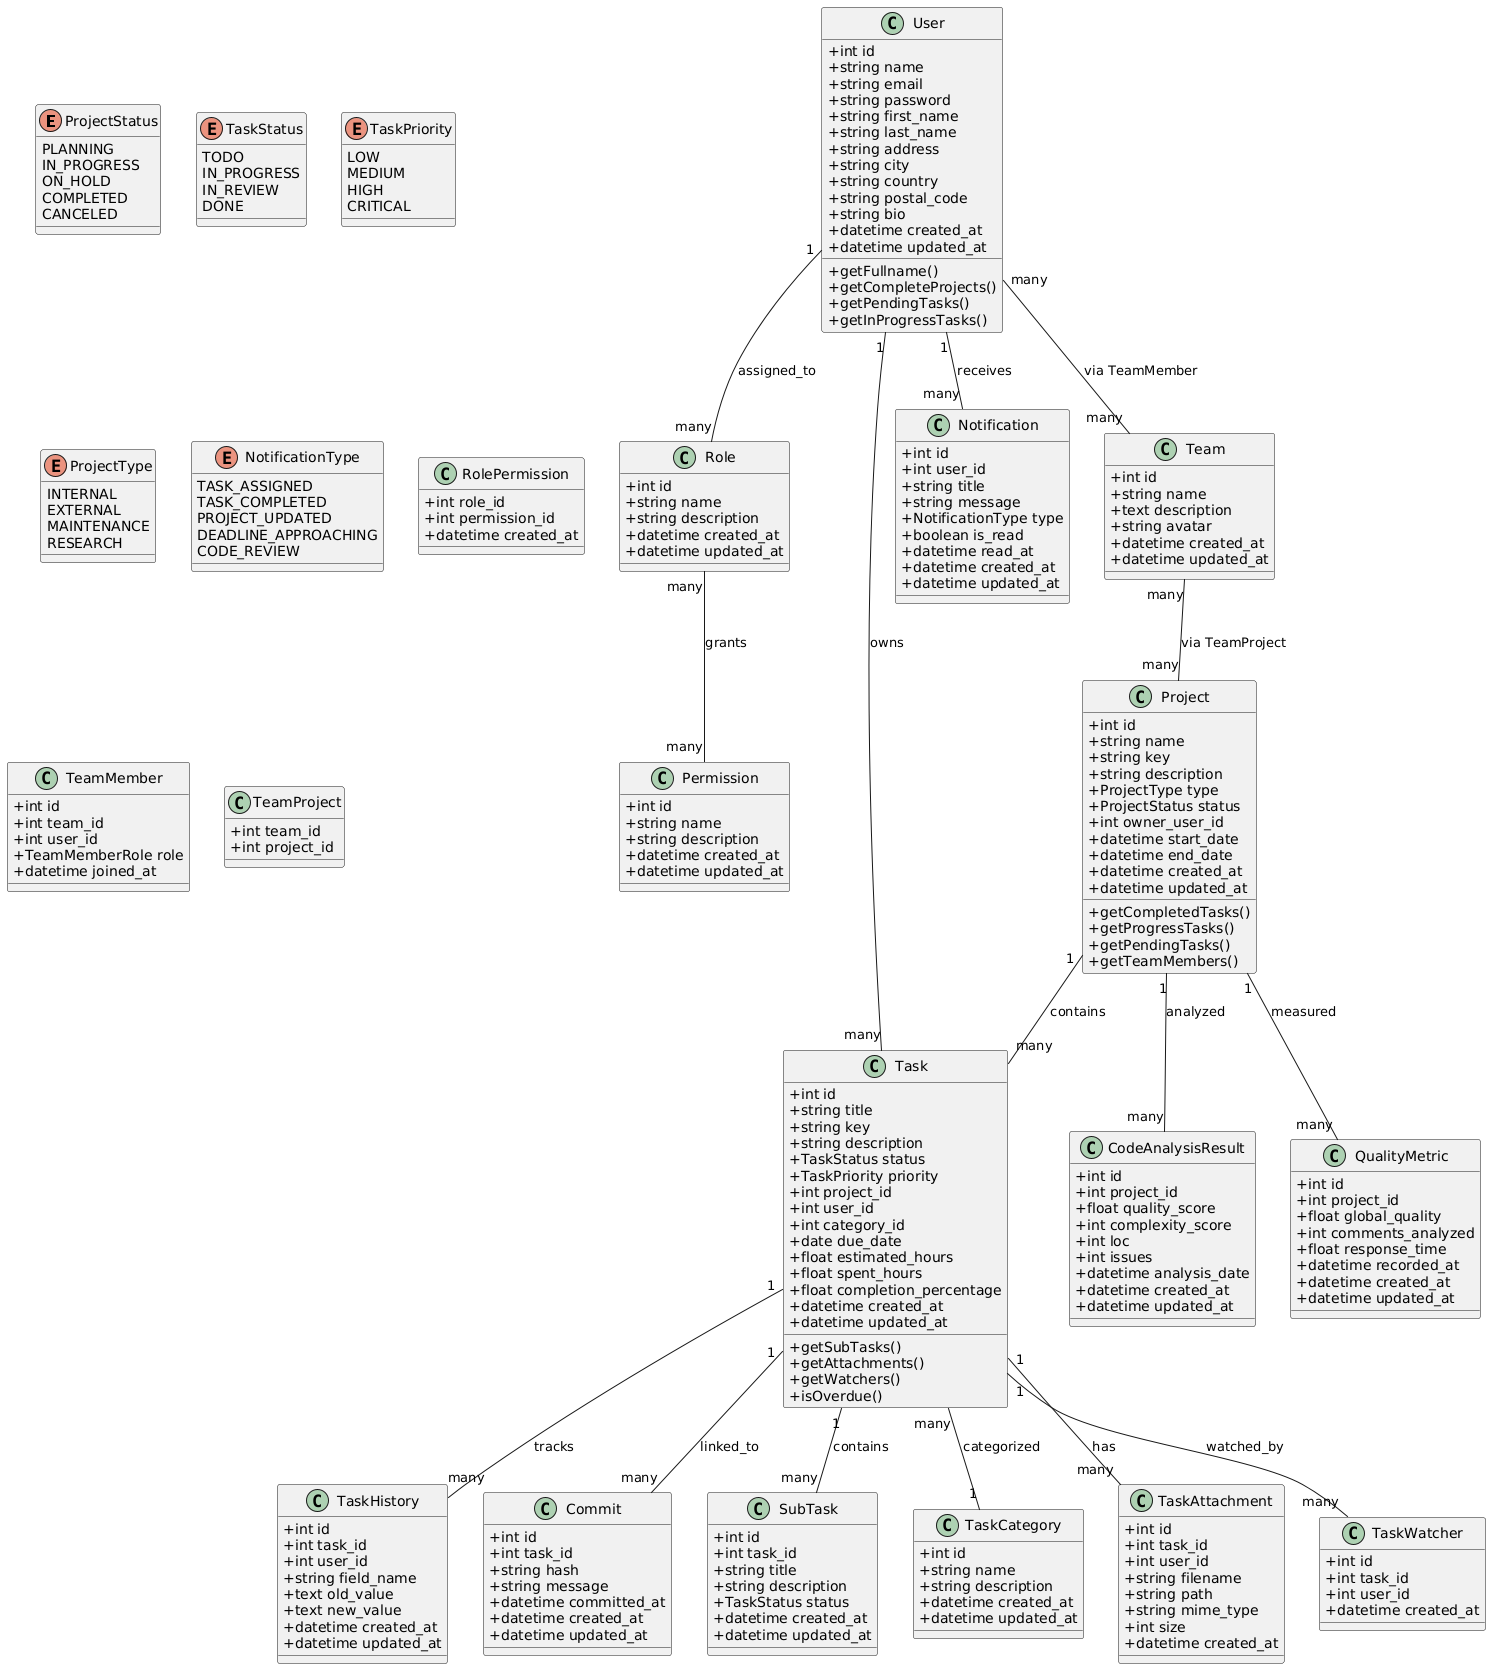 User
+int id
+string name
+string email
+string password
+string first_name
+string last_name
+string address
+string city
+string country
+string postal_code
+string bio
+datetime created_at
+datetime updated_at
+getFullname()
+getCompleteProjects()
+getPendingTasks()
+getInProgressTasks()
ProjectStatus
PLANNING
IN_PROGRESS
ON_HOLD
COMPLETED
CANCELED
TaskStatus
TODO
IN_PROGRESS
IN_REVIEW
DONE
TaskPriority
LOW
MEDIUM
HIGH
CRITICAL
1
assigned_to
many
1
owns
many
1
receives
many
many
via TeamMember
many
ProjectType
INTERNAL
EXTERNAL
MAINTENANCE
RESEARCH
NotificationType
TASK_ASSIGNED
TASK_COMPLETED
PROJECT_UPDATED
DEADLINE_APPROACHING
CODE_REVIEW
RolePermission
+int role_id
+int permission_id
+datetime created_at
Role
+int id
+string name
+string description
+datetime created_at
+datetime updated_at
Notification
+int id
+int user_id
+string title
+string message
+NotificationType type
+boolean is_read
+datetime read_at
+datetime created_at
+datetime updated_at
Team
+int id
+string name
+text description
+string avatar
+datetime created_at
+datetime updated_at
many
grants
many
many
via TeamProject
many
TeamMember
+int id
+int team_id
+int user_id
+TeamMemberRole role
+datetime joined_at
TeamProject
+int team_id
+int project_id
Permission
+int id
+string name
+string description
+datetime created_at
+datetime updated_at
Project
+int id
+string name
+string key
+string description
+ProjectType type
+ProjectStatus status
+int owner_user_id
+datetime start_date
+datetime end_date
+datetime created_at
+datetime updated_at
+getCompletedTasks()
+getProgressTasks()
+getPendingTasks()
+getTeamMembers()
1
contains
many
1
analyzed
many
1
measured
many
Task
+int id
+string title
+string key
+string description
+TaskStatus status
+TaskPriority priority
+int project_id
+int user_id
+int category_id
+date due_date
+float estimated_hours
+float spent_hours
+float completion_percentage
+datetime created_at
+datetime updated_at
+getSubTasks()
+getAttachments()
+getWatchers()
+isOverdue()
CodeAnalysisResult
+int id
+int project_id
+float quality_score
+int complexity_score
+int loc
+int issues
+datetime analysis_date
+datetime created_at
+datetime updated_at
QualityMetric
+int id
+int project_id
+float global_quality
+int comments_analyzed
+float response_time
+datetime recorded_at
+datetime created_at
+datetime updated_at
1
tracks
many
1
linked_to
many
1
contains
many
many
categorized
1
1
has
many
1
watched_by
many
TaskHistory
+int id
+int task_id
+int user_id
+string field_name
+text old_value
+text new_value
+datetime created_at
+datetime updated_at
Commit
+int id
+int task_id
+string hash
+string message
+datetime committed_at
+datetime created_at
+datetime updated_at
SubTask
+int id
+int task_id
+string title
+string description
+TaskStatus status
+datetime created_at
+datetime updated_at
TaskCategory
+int id
+string name
+string description
+datetime created_at
+datetime updated_at
TaskAttachment
+int id
+int task_id
+int user_id
+string filename
+string path
+string mime_type
+int size
+datetime created_at
TaskWatcher
+int id
+int task_id
+int user_id
+datetime created_at